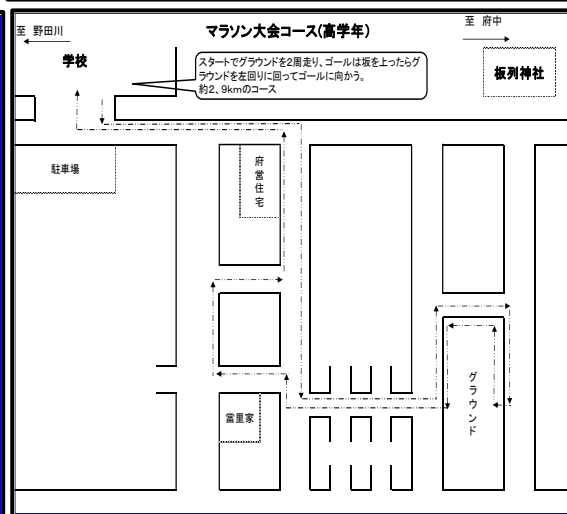 マラソン大会コース(高学年)
至 野田川
至 府中
学校
スタートでグラウンドを2周走り、ゴールは坂を上ったらグ
ラウンドを左回りに回ってゴールに向かう。
約2、9kmのコース
板列神社
駐車場
府営住宅
グラウンド
冨里家